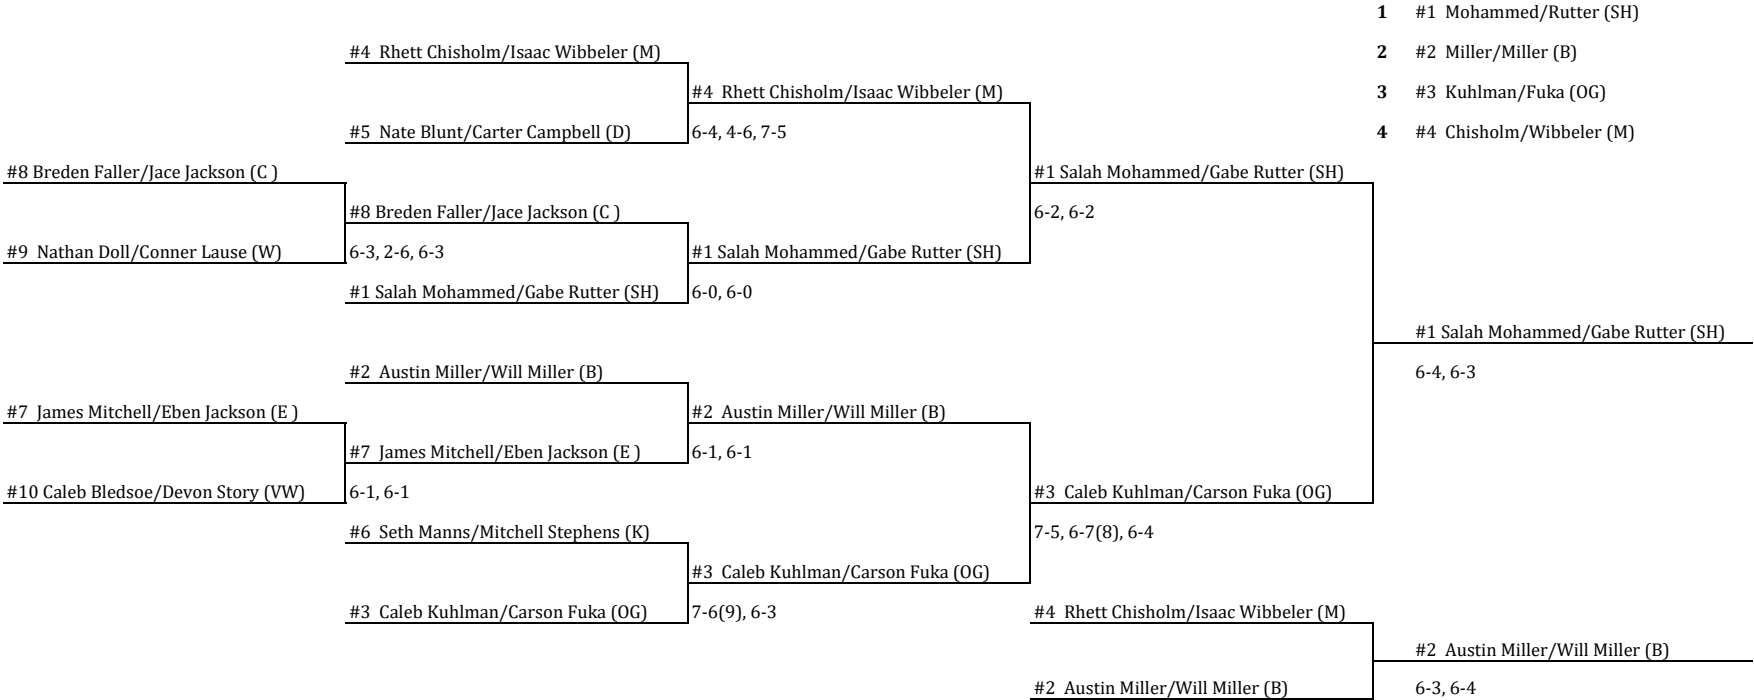 1 #1 Mohammed/Rutter (SH)
#4 Rhett Chisholm/Isaac Wibbeler (M)
2 #2 Miller/Miller (B)
#4 Rhett Chisholm/Isaac Wibbeler (M)
3 #3 Kuhlman/Fuka (OG)
#5 Nate Blunt/Carter Campbell (D)
6-4, 4-6, 7-5
4 #4 Chisholm/Wibbeler (M)
#8 Breden Faller/Jace Jackson (C )
#1 Salah Mohammed/Gabe Rutter (SH)
#8 Breden Faller/Jace Jackson (C )
6-2, 6-2
#9 Nathan Doll/Conner Lause (W)
6-3, 2-6, 6-3
#1 Salah Mohammed/Gabe Rutter (SH)
#1 Salah Mohammed/Gabe Rutter (SH)
6-0, 6-0
#1 Salah Mohammed/Gabe Rutter (SH)
#2 Austin Miller/Will Miller (B)
6-4, 6-3
#7 James Mitchell/Eben Jackson (E )
#2 Austin Miller/Will Miller (B)
#7 James Mitchell/Eben Jackson (E )
6-1, 6-1
#10 Caleb Bledsoe/Devon Story (VW)
6-1, 6-1
#3 Caleb Kuhlman/Carson Fuka (OG)
#6 Seth Manns/Mitchell Stephens (K)
7-5, 6-7(8), 6-4
#3 Caleb Kuhlman/Carson Fuka (OG)
#3 Caleb Kuhlman/Carson Fuka (OG)
7-6(9), 6-3
#4 Rhett Chisholm/Isaac Wibbeler (M)
#2 Austin Miller/Will Miller (B)
#2 Austin Miller/Will Miller (B)
6-3, 6-4